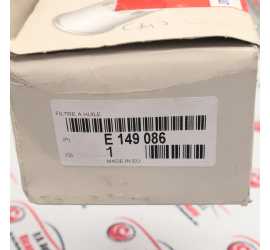 FILTRE A HUILE
(P) E 149 086
(Q) 1
MADE IN EU